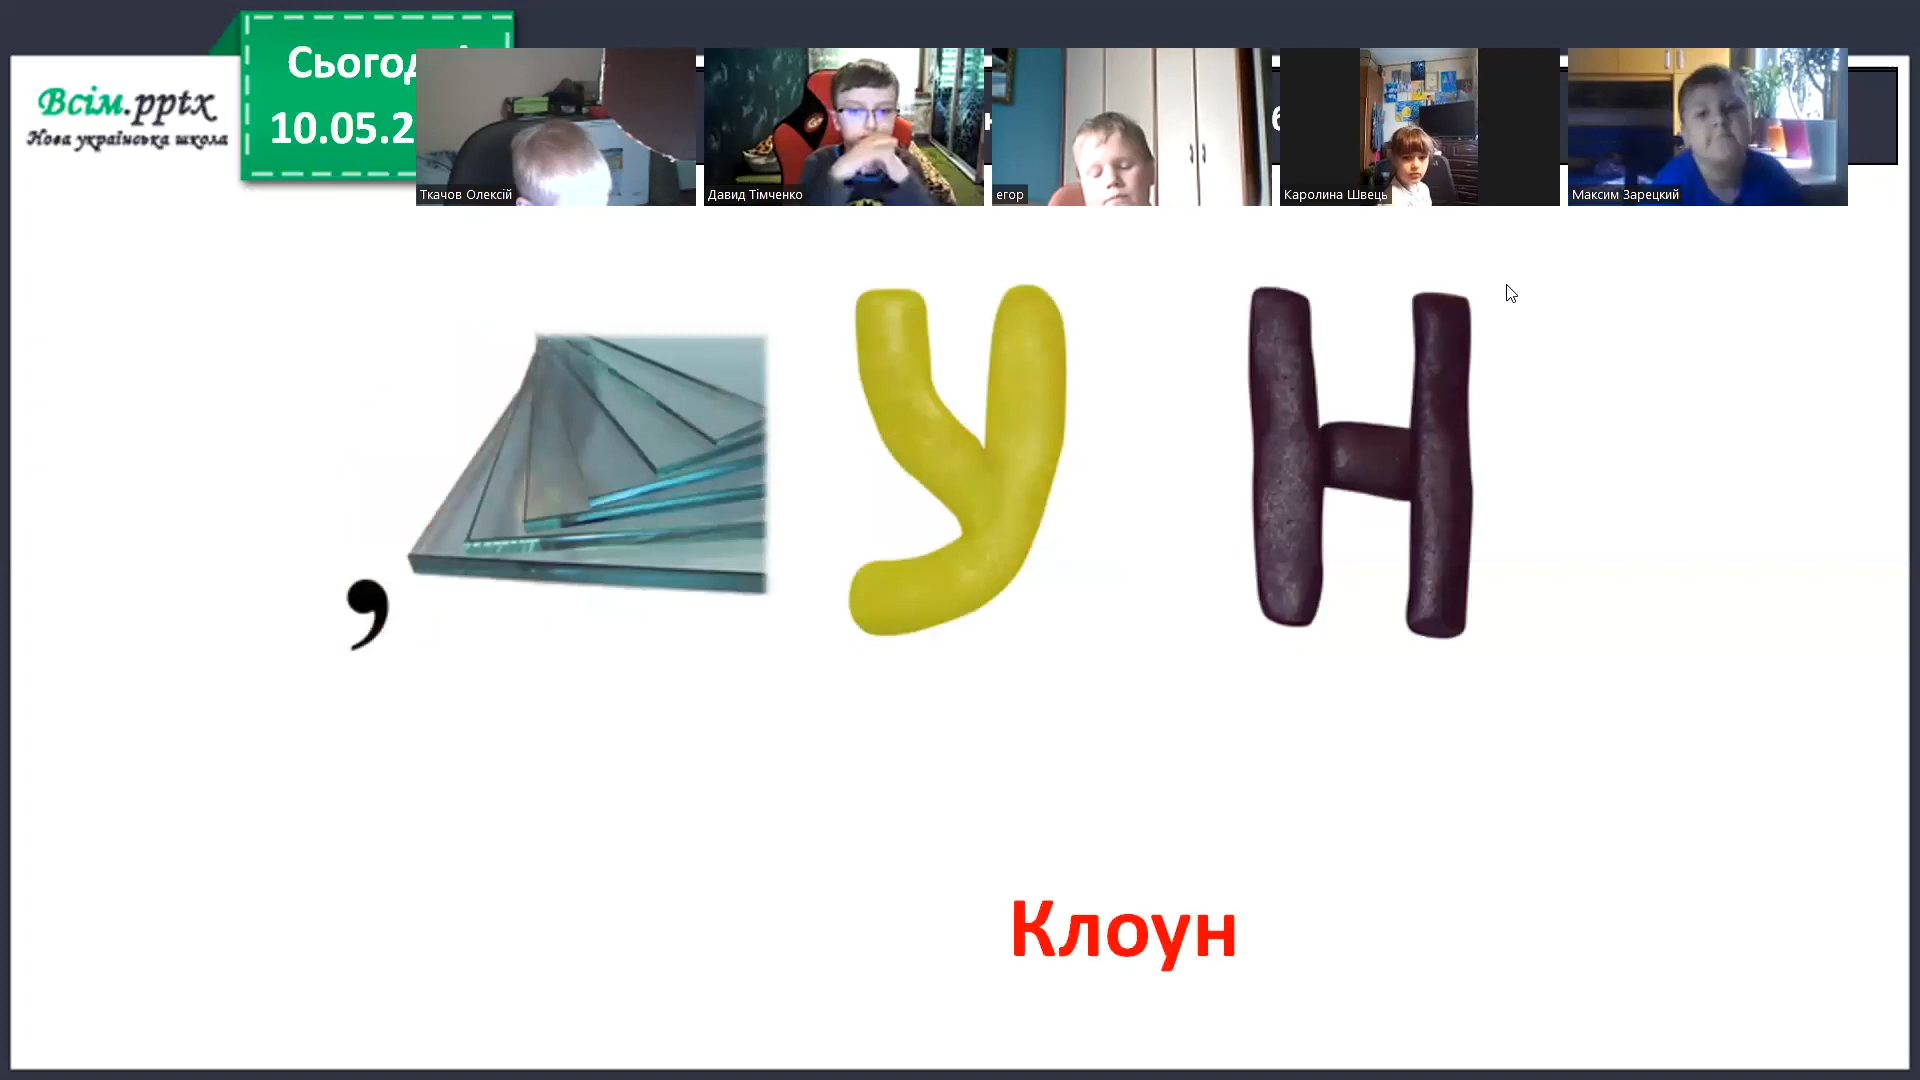 Сьогод
10.05.2
Всім.pptx
Нова українська школа
Ткачов Олексій
Давид Тімченко
егор
Каролина Швець
Максим Зарецкий
,
У
Н
Клоун